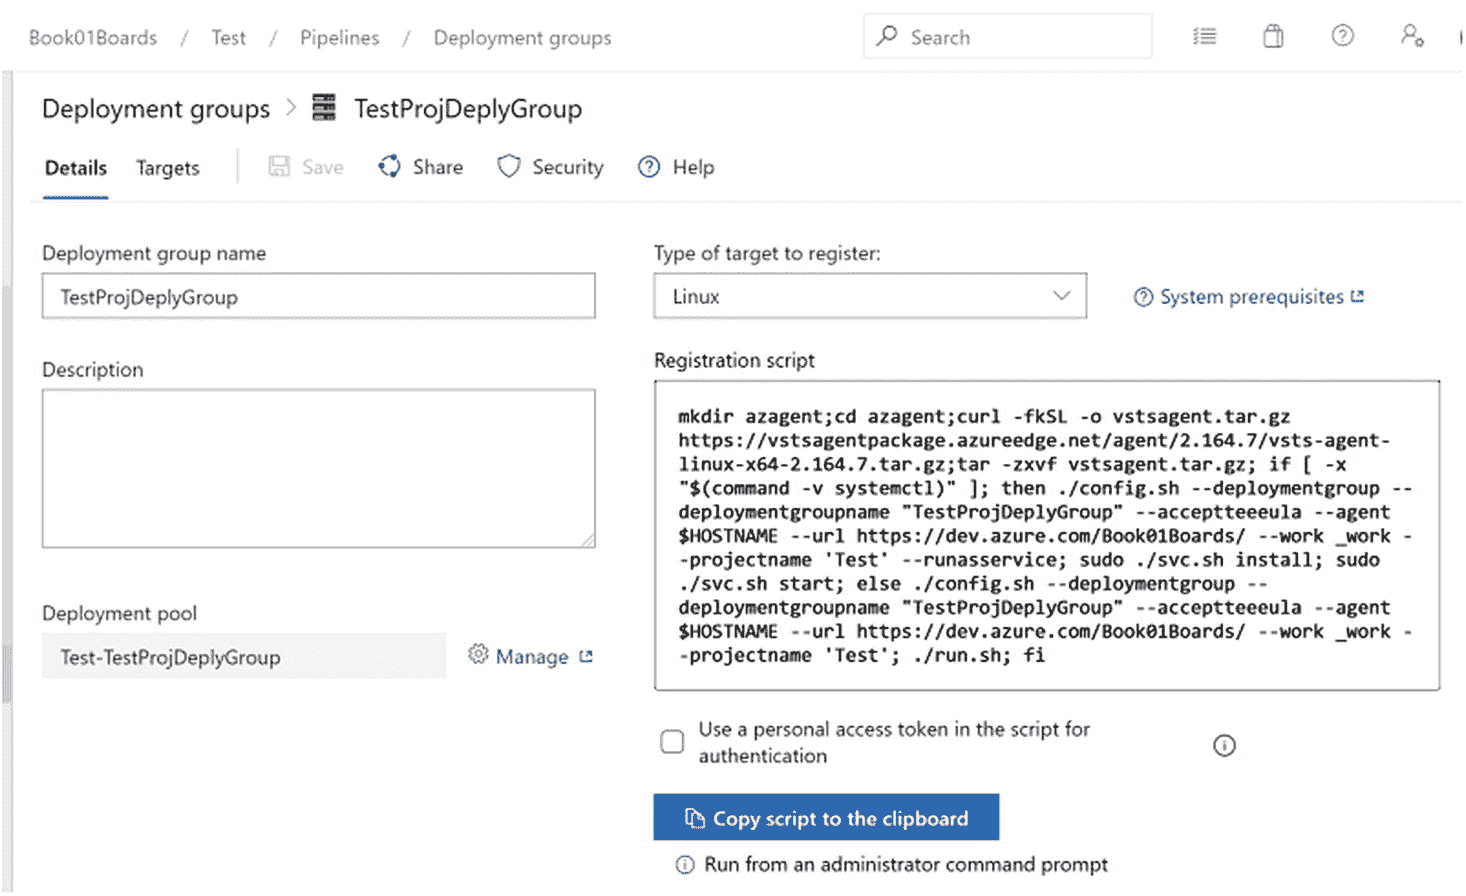 Book01Boards / Test / Pipelines / Deployment groups
Search
Deployment groups > TestProjDeplyGroup
Details Targets Save Share Security Help
Deployment group name
TestProjDeplyGroup
Description
Deployment pool
Test-TestProjDeplyGroup Manage
Type of target to register:
Linux
System prerequisites
Registration script
mkdir azagent;cd azagent;curl -fkSL -o vstsagent.tar.gz
https://vstsagentpackage.azureedge.net/agent/2.164.7/vsts-agent-
linux-x64-2.164.7.tar.gz;tar -zxvf vstsagent.tar.gz; if [ -x
"$(command -v systemctl)" ]; then ./config.sh --deploymentgroup --
deploymentgroupname "TestProjDeplyGroup" --acceptteeeula --agent
$HOSTNAME --url https://dev.azure.com/Book01Boards/ --work _work -
-projectname 'Test' --runasservice; sudo ./svc.sh install; sudo
./svc.sh start; else ./config.sh --deploymentgroup --
deploymentgroupname "TestProjDeplyGroup" --acceptteeeula --agent
$HOSTNAME --url https://dev.azure.com/Book01Boards/ --work _work -
-projectname 'Test'; ./run.sh; fi
Use a personal access token in the script for
authentication
Copy script to the clipboard
Run from an administrator command prompt